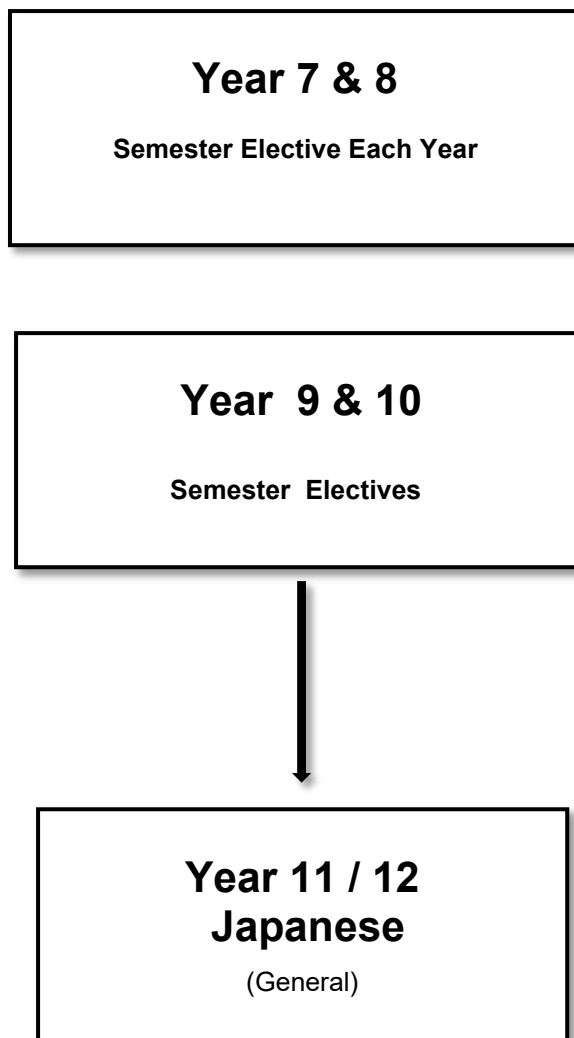 Year 7 & 8
Semester Elective Each Year
Year 9 & 10
Semester Electives
Year 11 / 12
Japanese
(General)